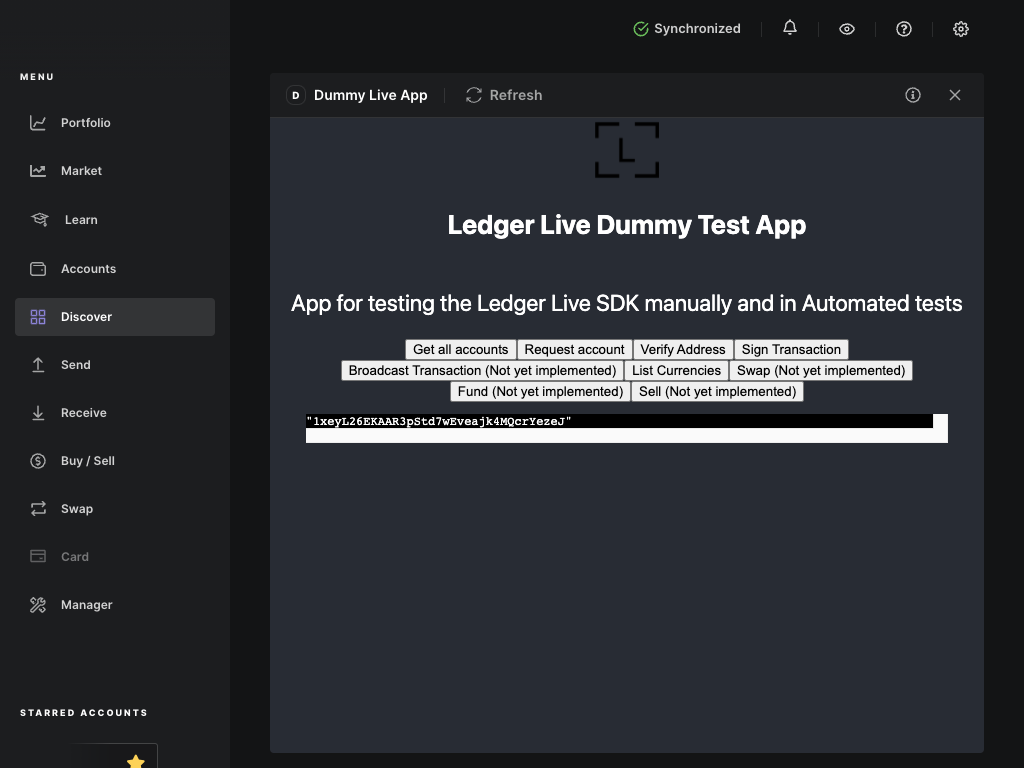 Synchronized
MENU
Portfolio
Market
Learn
Accounts
Discover
Send
Receive
Buy / Sell
Swap
Card
Manager
STARRED ACCOUNTS
D Dummy Live App Refresh
L
Ledger Live Dummy Test App
App for testing the Ledger Live SDK manually and in Automated tests
Get all accounts Request account Verify Address Sign Transaction
Broadcast Transaction (Not yet implemented) List Currencies Swap (Not yet implemented)
Fund (Not yet implemented) Sell (Not yet implemented)
"1xeyL26EKAAR3pStd7wEveajk4MQcrYezeJ"